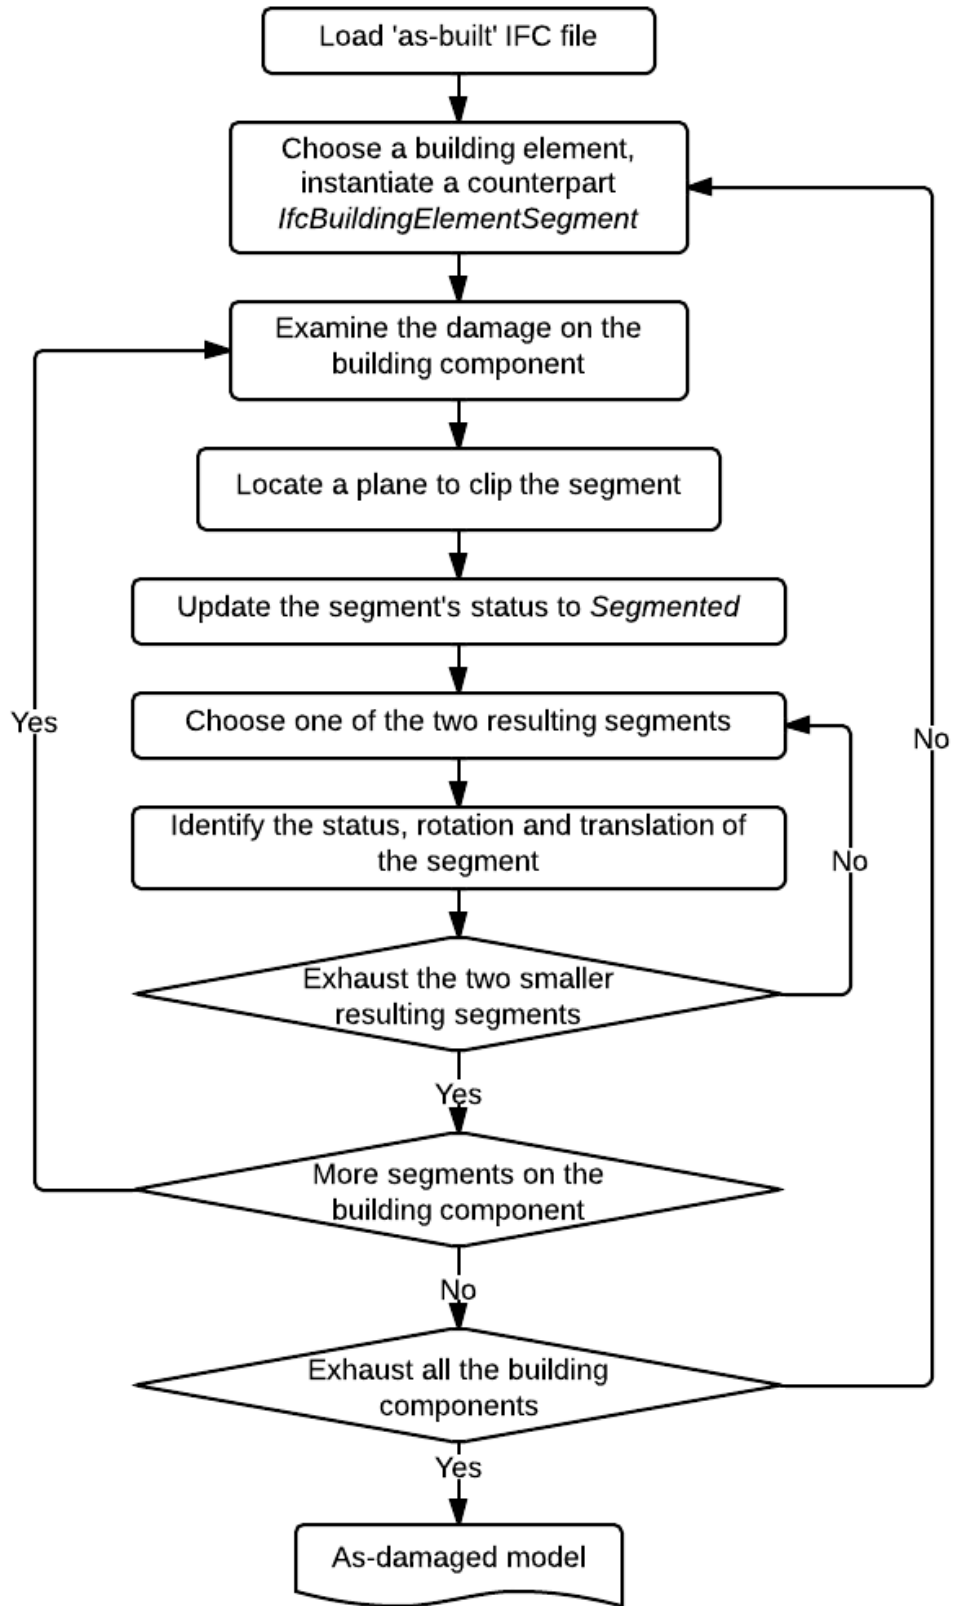 Load 'as-built' IFC file
Choose a building element,
instantiate a counterpart
IfcBuildingElementSegment
Examine the damage on the
building component
Locate a plane to clip the segment
Update the segment's status to Segmented
Yes
Choose one of the two resulting segments
No
Identify the status, rotation and translation of
the segment
No
Exhaust the two smaller
resulting segments
Yes
More segments on the
building component
No
Exhaust all the building
components
Yes
As-damaged model